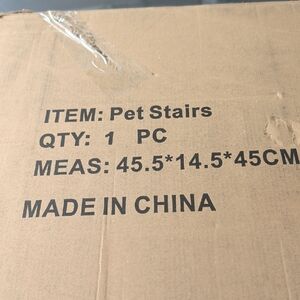 ITEM: Pet Stairs
QTY: 1 PC
MEAS: 45.5*14.5*45CM
MADE IN CHINA